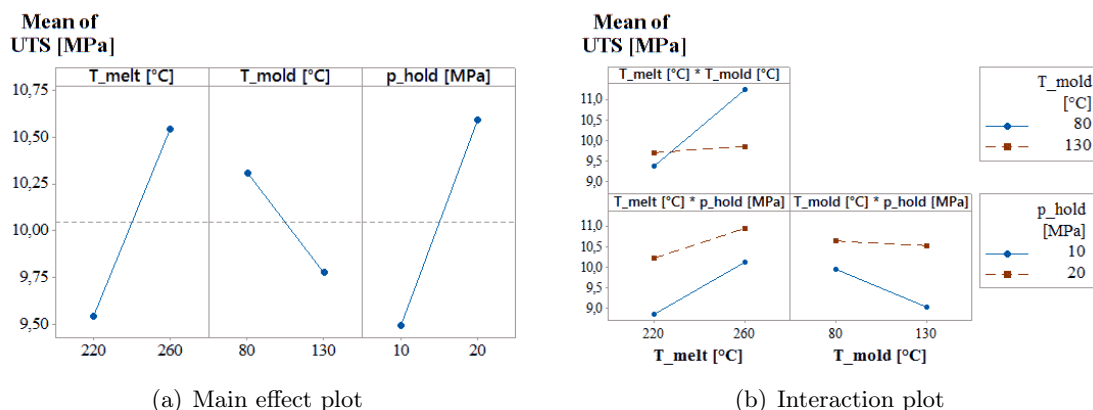 Mean of
UTS [MPa]
T_melt [°C] T_mold [°C] p_hold [MPa]
10,75
10,50
10,25
10,00
9,75
9,50
220 260 80 130 10 20
(a) Main effect plot
Mean of
UTS [MPa]
T_melt [°C] * T_mold [°C]
11,0
10,5
10,0
9,5
9,0
T_mold
[°C]
80
130
T_melt [°C] * p_hold [MPa] T_mold [°C] * p_hold [MPa]
11,0
10,5
10,0
9,5
9,0
p_hold
[MPa]
10
20
220 260 80 130
T_melt [°C] T_mold [°C]
(b) Interaction plot